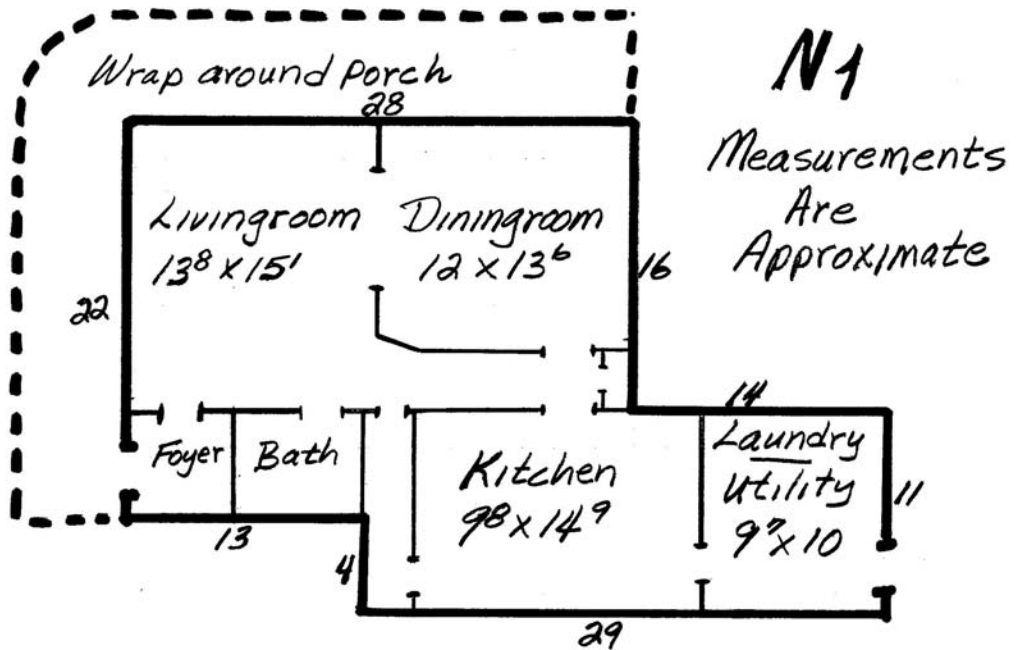 Wrap around porch
N1
28
Measurements
Are
Approximate
Livingroom
13⁸ x 15'
Diningroom
12 x 13⁶
16
22
14
Foyer
Bath
Kitchen
9⁸ x 14⁹
Laundry
Utility
9⁷ x 10
11
13
4
29